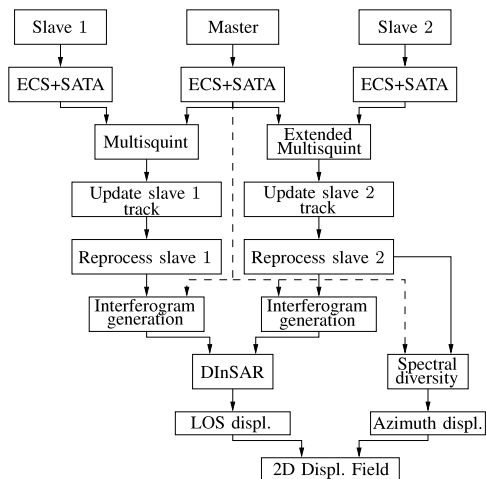 Slave 1
Master
Slave 2
ECS+SATA
ECS+SATA
ECS+SATA
Multisquint
Extended
Multisquint
Update slave 1
track
Update slave 2
track
Reprocess slave 1
Reprocess slave 2
Interferogram
generation
Interferogram
generation
DInSAR
Spectral
diversity
LOS displ.
Azimuth displ.
2D Displ. Field